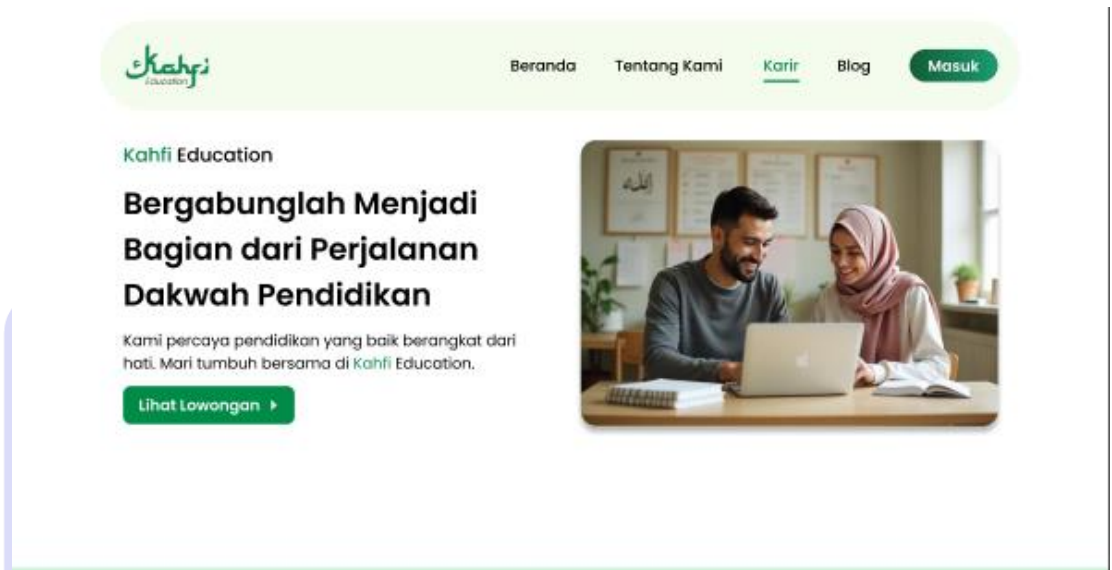 Kahfi
Education
Beranda Tentang Kami Karir Blog Masuk
Kahfi Education
Bergabunglah Menjadi
Bagian dari Perjalanan
Dakwah Pendidikan
Kami percaya pendidikan yang baik berangkat dari
hati. Mari tumbuh bersama di Kahfi Education.
Lihat Lowongan